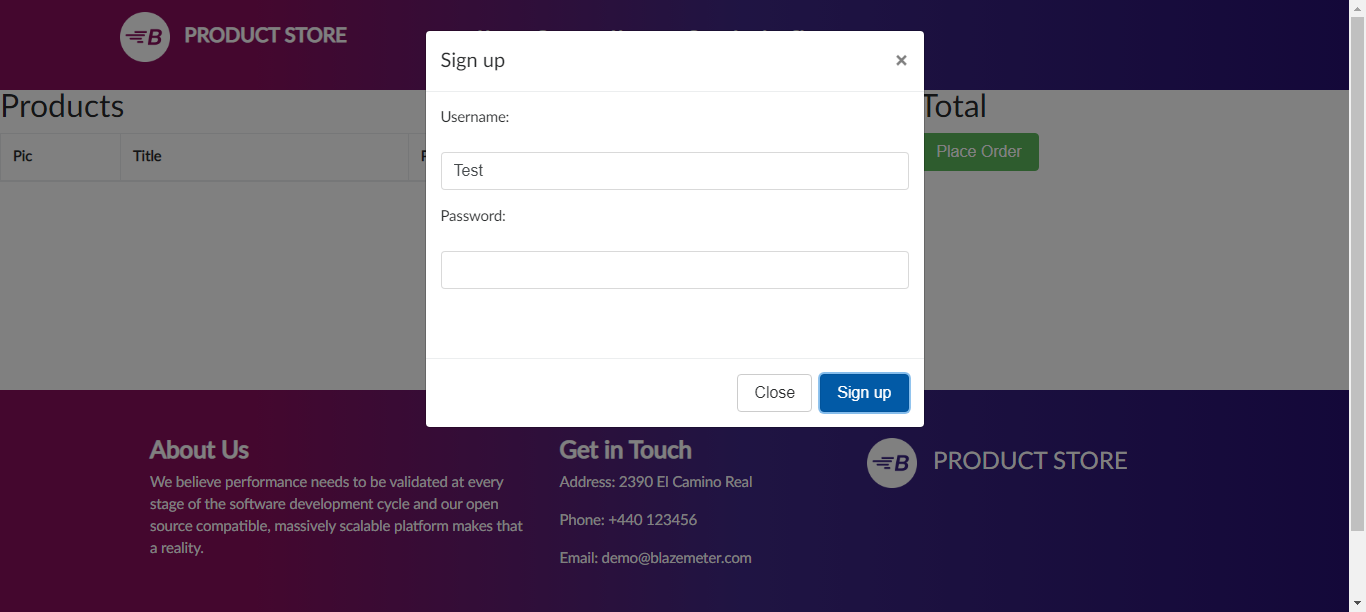 PRODUCT STORE
Sign up
×
Username:
Test
Password:
Close
Sign up
Products
Total
Pic
Title
Place Order
About Us
We believe performance needs to be validated at every
stage of the software development cycle and our open
source compatible, massively scalable platform makes that
a reality.
Get in Touch
Address: 2390 El Camino Real
Phone: +440 123456
Email: demo@blazemeter.com
B PRODUCT STORE